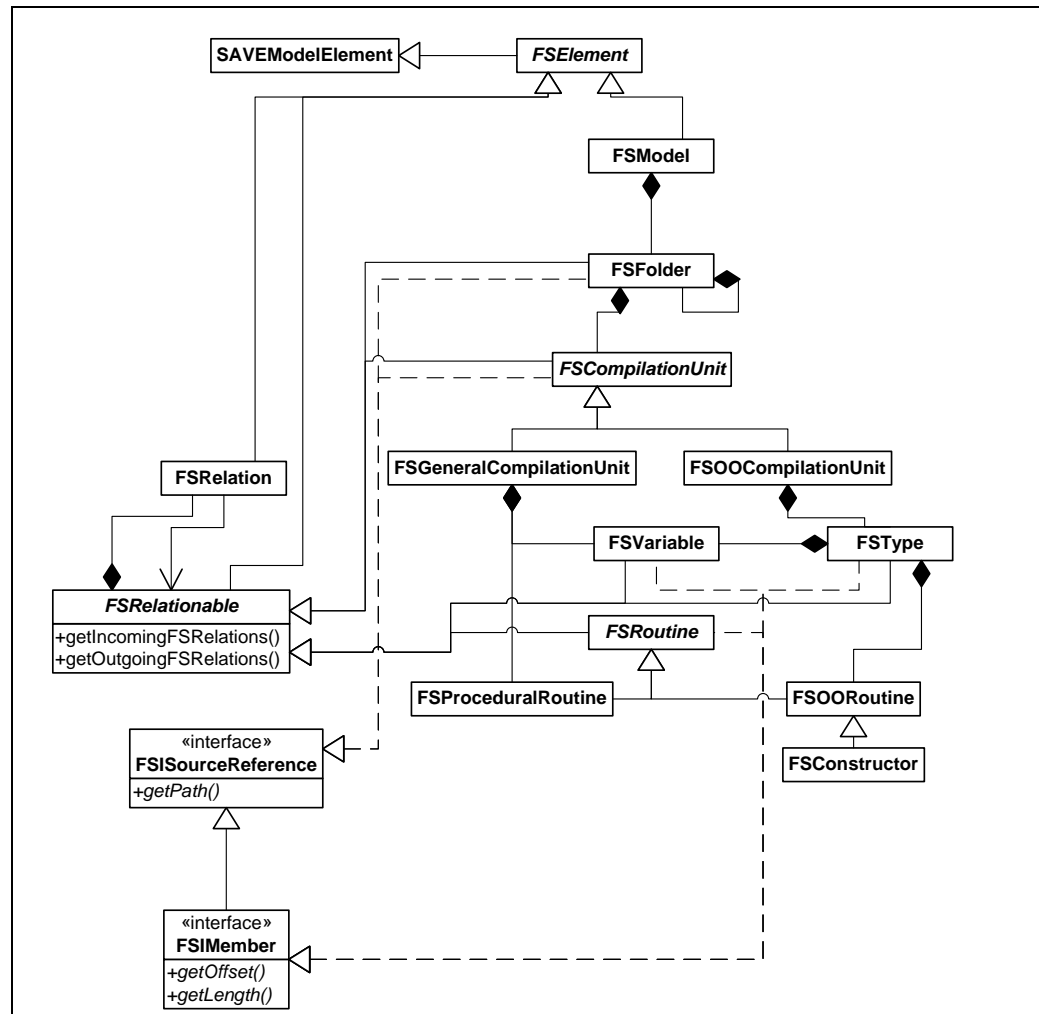 SAVEModelElement
FSElement
FSModel
FSFolder
FSCompilationUnit
FSGeneralCompilationUnit
FSOOCompilationUnit
FSRelation
FSVariable
FSType
FSRelationable
+getIncomingFSRelations()
+getOutgoingFSRelations()
FSRoutine
FSProceduralRoutine
FSOORoutine
FSConstructor
«interface»
FSISourceReference
+getPath()
«interface»
FSIMember
+getOffset()
+getLength()